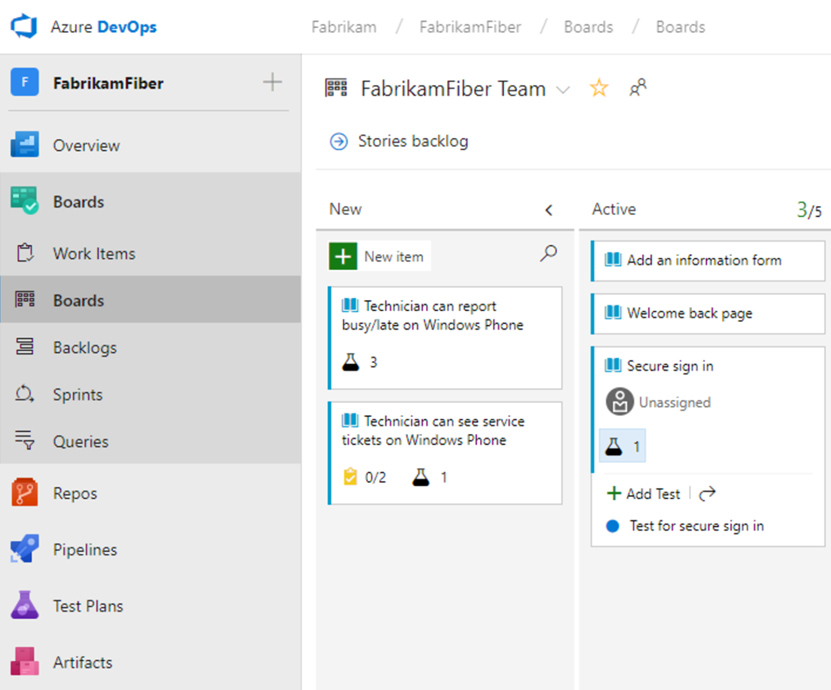 Azure DevOps
Fabrikam / FabrikamFiber / Boards / Boards
F FabrikamFiber
Overview
Boards
Work Items
Boards
Backlogs
Sprints
Queries
Repos
Pipelines
Test Plans
Artifacts
FabrikamFiber Team
Stories backlog
New
New item
Technician can report
busy/late on Windows Phone
3
Technician can see service
tickets on Windows Phone
0/2 1
Active 3/5
Add an information form
Welcome back page
Secure sign in
Unassigned
1
Add Test
Test for secure sign in